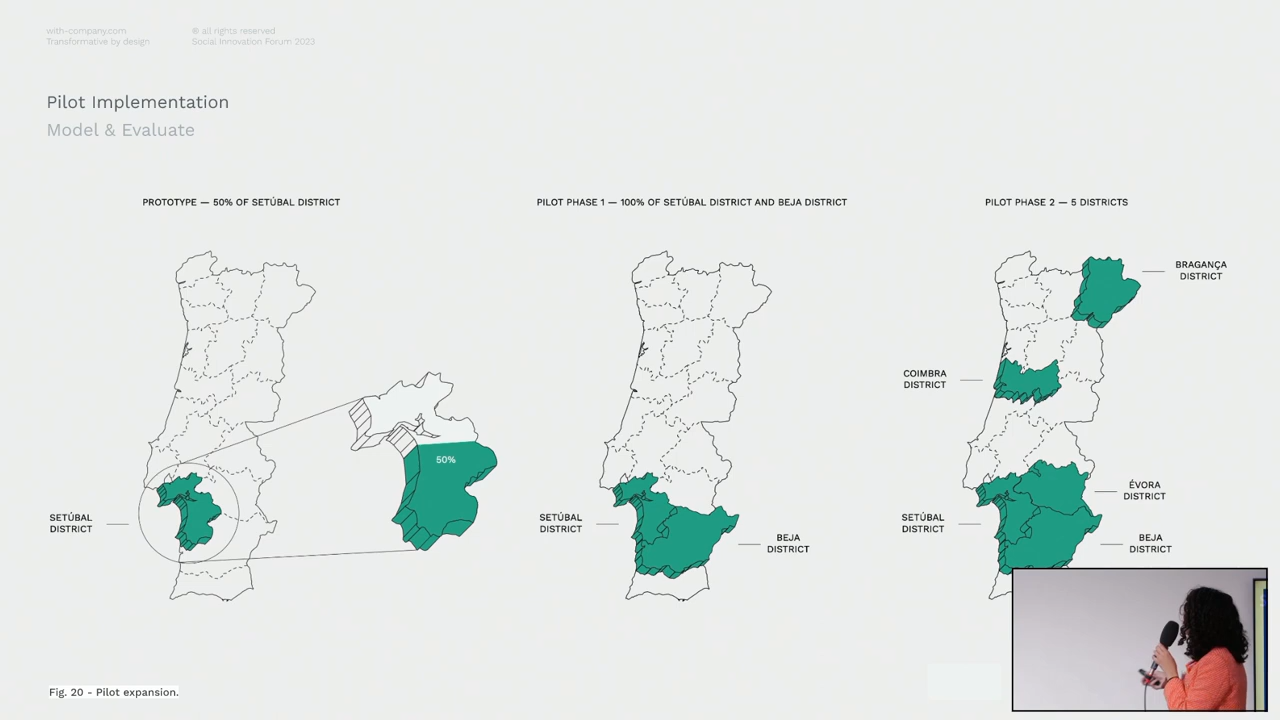 with-company.com
Transformative by design
® all rights reserved
Social Innovation Forum 2023
Pilot Implementation
Model & Evaluate
PROTOTYPE — 50% OF SETÚBAL DISTRICT
PILOT PHASE 1 — 100% OF SETÚBAL DISTRICT AND BEJA DISTRICT
PILOT PHASE 2 — 5 DISTRICTS
50%
SETÚBAL
DISTRICT
SETÚBAL
DISTRICT
BEJA
DISTRICT
BRAGANÇA
DISTRICT
COIMBRA
DISTRICT
ÉVORA
DISTRICT
SETÚBAL
DISTRICT
BEJA
DISTRICT
Fig. 20 - Pilot expansion.